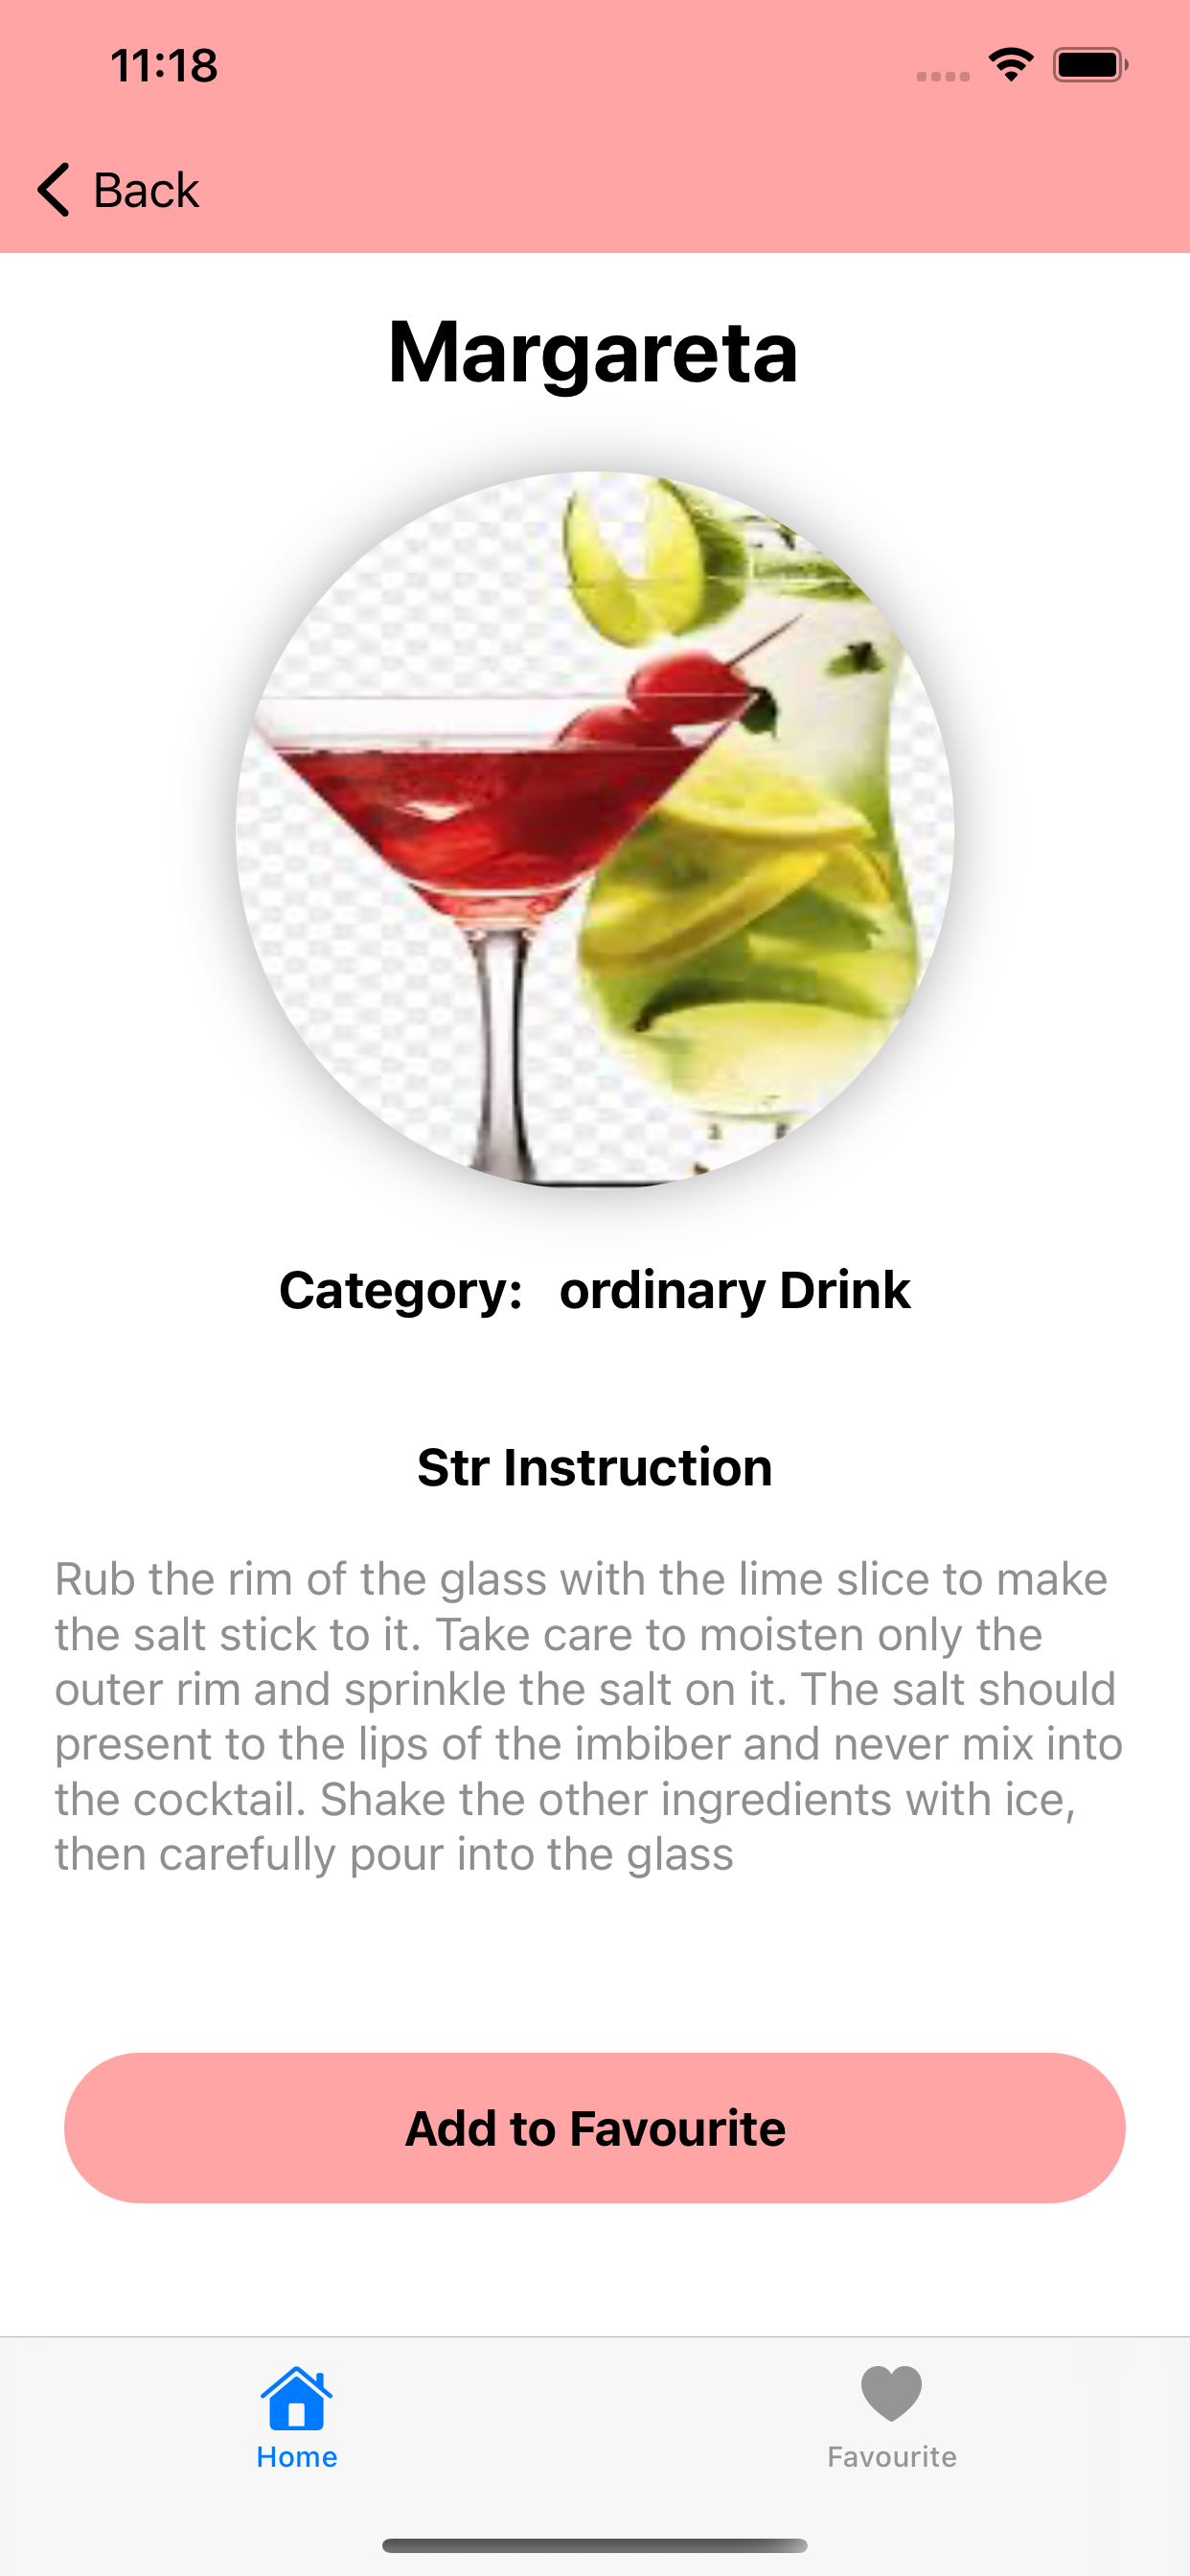 11:18
Back
Margareta
Category: ordinary Drink
Str Instruction
Rub the rim of the glass with the lime slice to make
the salt stick to it. Take care to moisten only the
outer rim and sprinkle the salt on it. The salt should
present to the lips of the imbiber and never mix into
the cocktail. Shake the other ingredients with ice,
then carefully pour into the glass
Add to Favourite
Home
Favourite